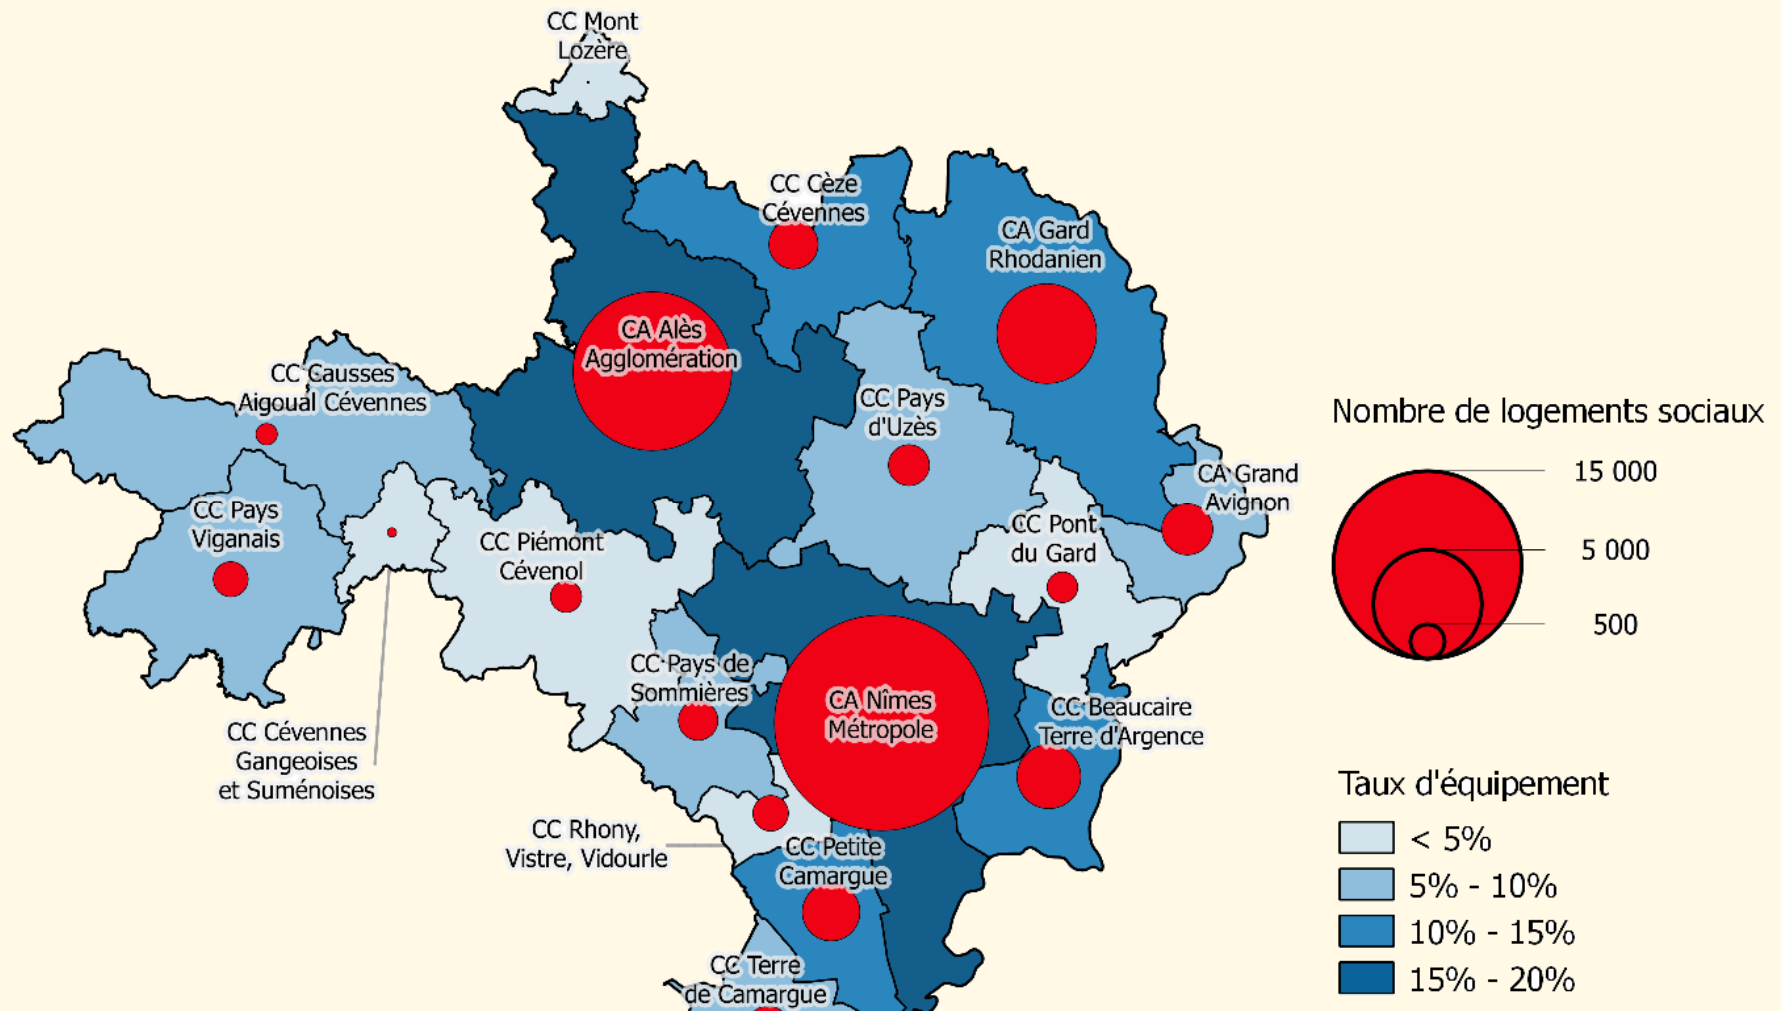 CC Mont
Lozère
CC Cèze
Cévennes
CA Gard
Rhodanien
CA Alès
Agglomération
CC Causses
Aigoual Cévennes
CC Pays
d'Uzès
CA Grand
Avignon
CC Pays
Viganais
CC Piémont
Cévenol
CC Pont
du Gard
CC Pays de
Sommières
CA Nîmes
Métropole
CC Beaucaire
Terre d'Argence
CC Cévennes
Gangeoises
et Suménoises
CC Rhony,
Vistre, Vidourle
CC Petite
Camargue
CC Terre
de Camargue
Nombre de logements sociaux
15 000
5 000
500
Taux d'équipement
< 5%
5% - 10%
10% - 15%
15% - 20%